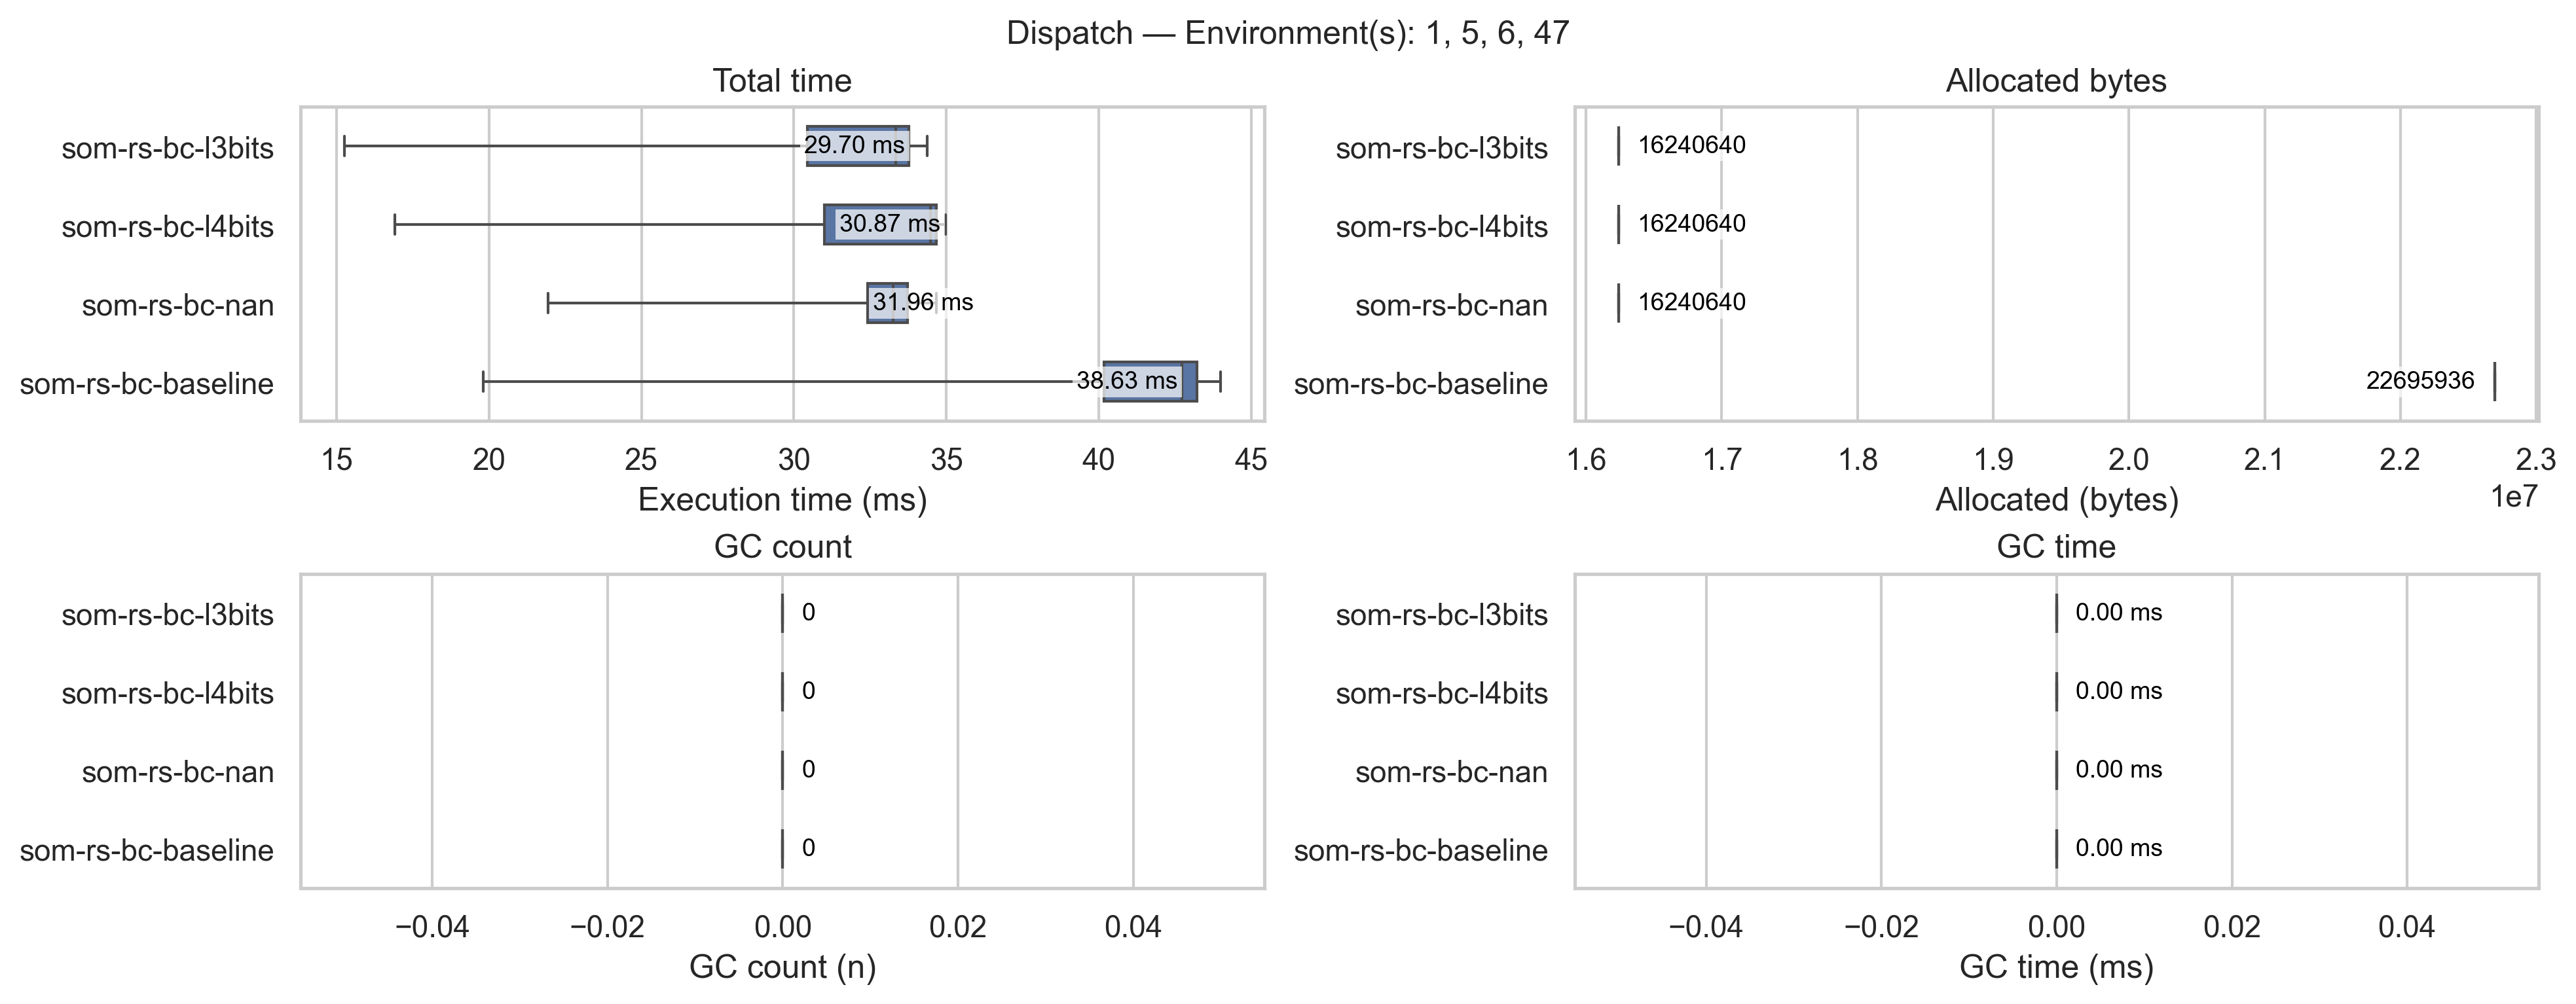 Dispatch — Environment(s): 1, 5, 6, 47
Total time
som-rs-bc-l3bits
29.70 ms
som-rs-bc-l4bits
30.87 ms
som-rs-bc-nan
31.96 ms
som-rs-bc-baseline
38.63 ms
15 20 25 30 35 40 45
Execution time (ms)
Allocated bytes
som-rs-bc-l3bits
16240640
som-rs-bc-l4bits
16240640
som-rs-bc-nan
16240640
som-rs-bc-baseline
22695936
1.6 1.7 1.8 1.9 2.0 2.1 2.2 2.3
1e7
Allocated (bytes)
GC count
som-rs-bc-l3bits
0
som-rs-bc-l4bits
0
som-rs-bc-nan
0
som-rs-bc-baseline
0
−0.04 −0.02 0.00 0.02 0.04
GC count (n)
GC time
som-rs-bc-l3bits
0.00 ms
som-rs-bc-l4bits
0.00 ms
som-rs-bc-nan
0.00 ms
som-rs-bc-baseline
0.00 ms
−0.04 −0.02 0.00 0.02 0.04
GC time (ms)